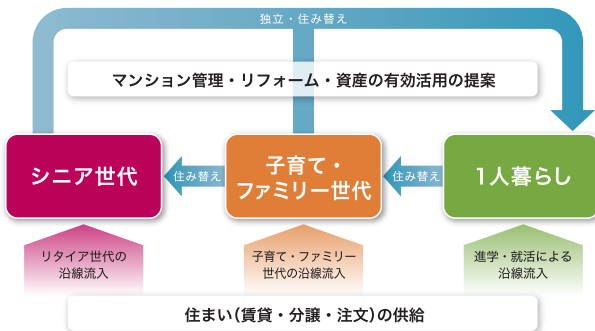 独立・住み替え
マンション管理・リフォーム・資産の有効活用の提案
シニア世代
住み替え
子育て・
ファミリー世代
住み替え
1人暮らし
リタイア世代の
沿線流入
子育て・ファミリー
世代の沿線流入
進学・就活による
沿線流入
住まい(賃貸・分譲・注文)の供給